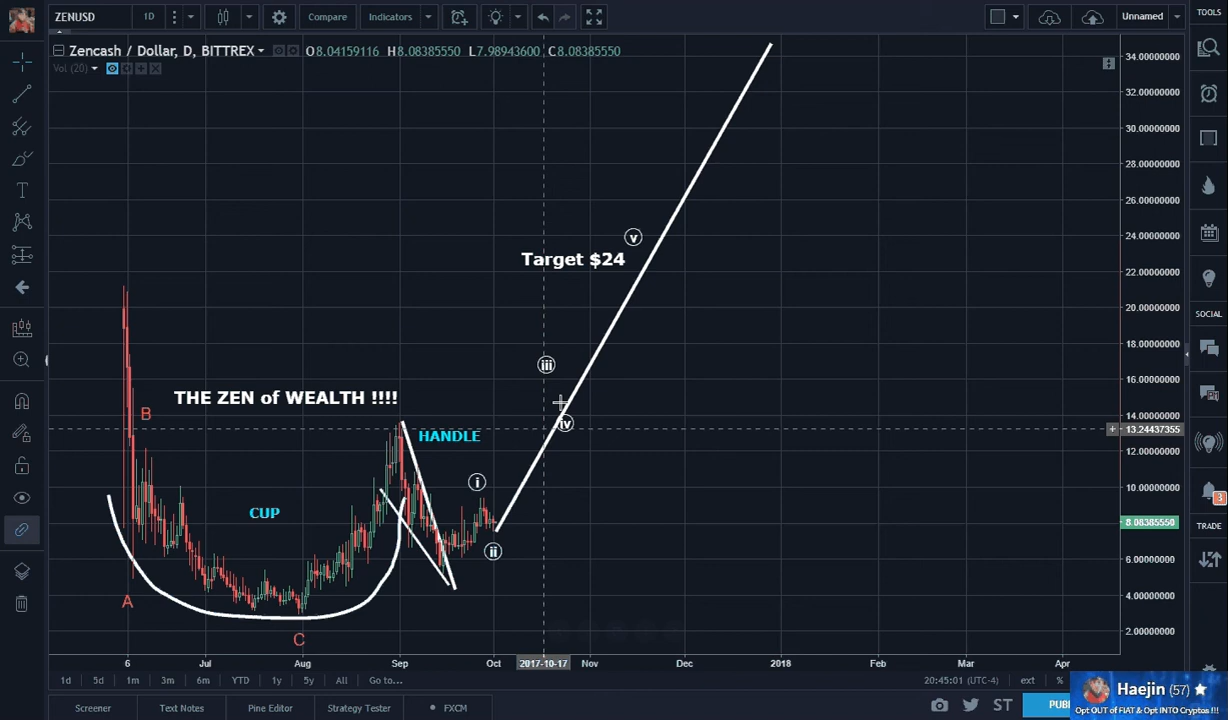 ZENUSD 1D Compare Indicators Unnamed TOOLS
Zencash / Dollar, D, BITTREX O8.04159116 H8.08385550 L7.98943600 C8.08385550
Vol (20)
34.00000000
32.00000000
30.00000000
28.00000000
26.00000000
24.00000000
v
Target $24
22.00000000
20.00000000
SOCIAL
18.00000000
iii
16.00000000
THE ZEN of WEALTH !!!!
B
14.00000000
iv
13.24437355
HANDLE
12.00000000
i
10.00000000
3
CUP
8.08385550
TRADE
ii
6.00000000
A
4.00000000
C
2.00000000
6 Jul Aug Sep Oct 2017-10-17 Nov Dec 2018 Feb Mar Apr
1d 5d 1m 3m 6m YTD 1y 5y All Go to... 20:45:01 (UTC-4) ext %
Haejin (57)
Screener Text Notes Pine Editor Strategy Tester FXCM ST PUB
Opt OUT of FIAT & Opt INTO Cryptos !!!